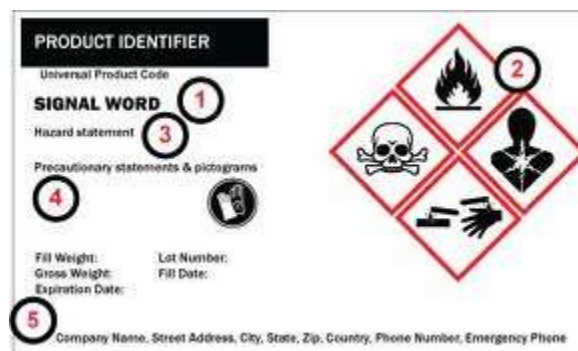 PRODUCT IDENTIFIER
Universal Product Code
SIGNAL WORD 1
2
Hazard statement 3
Precautionary statements & pictograms
4
Fill Weight: Lot Number:
Gross Weight: Fill Date:
Expiration Date:
5
Company Name, Street Address, City, State, Zip, Country, Phone Number, Emergency Phone